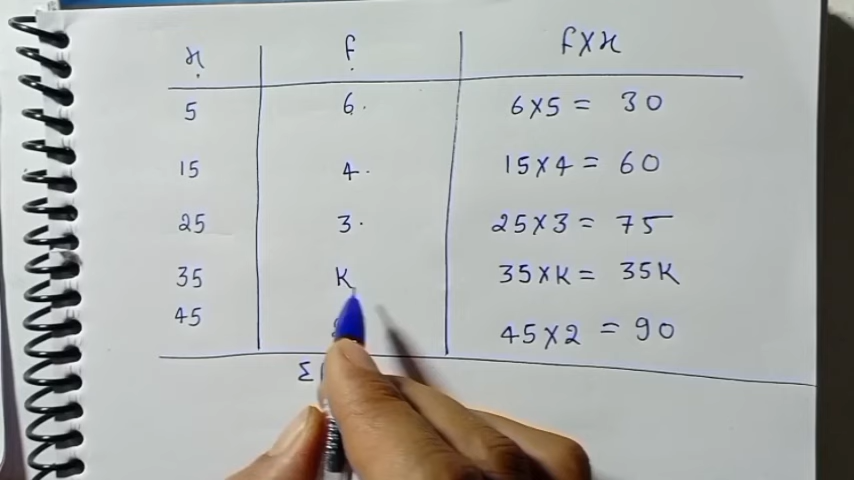 x f f×x
5 6. 6×5 = 30
15 4. 15×4 = 60
25 3. 25×3 = 75
35 K 35×K = 35K
45 45×2 = 90
Σ